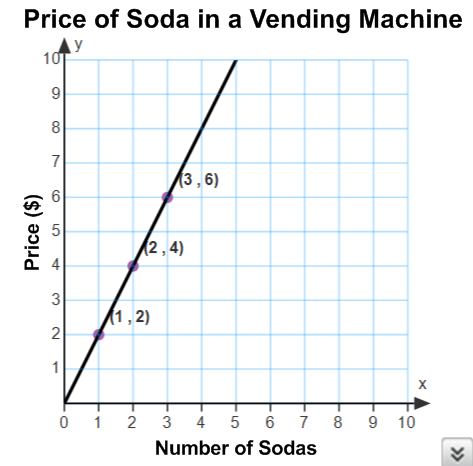 Price of Soda in a Vending Machine
y
10
9
8
7
(3 , 6)
6
Price ($)
5
(2 , 4)
4
3
(1 , 2)
2
1
x
0 1 2 3 4 5 6 7 8 9 10
Number of Sodas